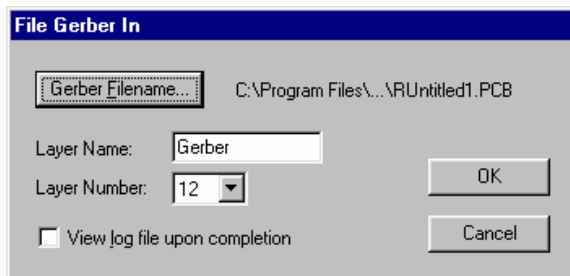 File Gerber In
Gerber Filename... C:\Program Files\...\RUntitled1.PCB
Layer Name: Gerber
Layer Number: 12
OK
View log file upon completion
Cancel